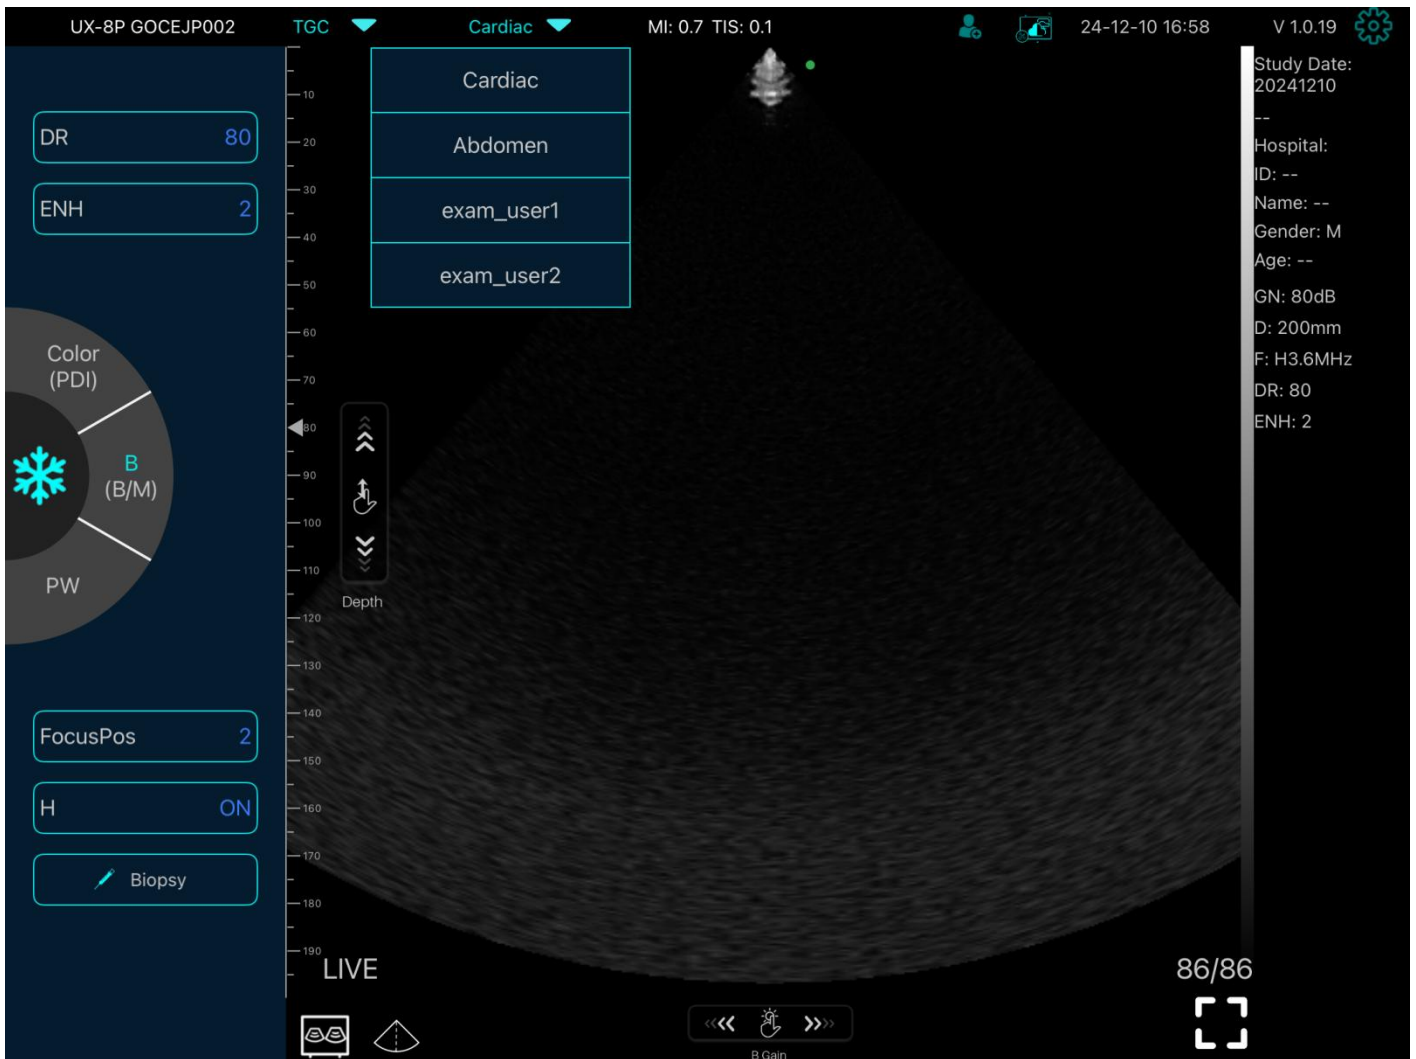 UX-8P GOCEJP002
TGC
Cardiac
MI: 0.7 TIS: 0.1
24-12-10 16:58
V 1.0.19
DR 80
ENH 2
Color
(PDI)
B
(B/M)
PW
FocusPos 2
H ON
Biopsy
Cardiac
Abdomen
exam_user1
exam_user2
10
20
30
40
50
60
70
80
90
100
110
120
130
140
150
160
170
180
190
Depth
LIVE
86/86
B Gain
Study Date:
20241210
--
Hospital:
ID: --
Name: --
Gender: M
Age: --
GN: 80dB
D: 200mm
F: H3.6MHz
DR: 80
ENH: 2